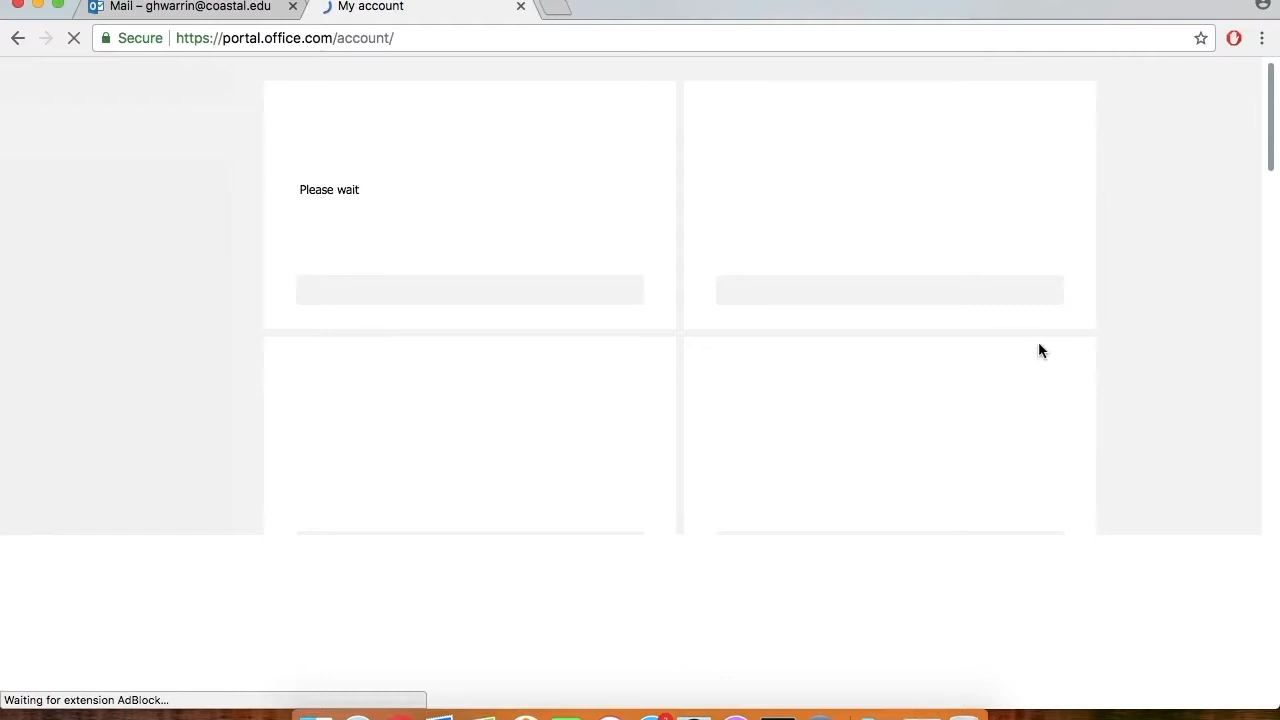 Mail – ghwarrin@coastal.edu
My account
Secure
https://portal.office.com/account/
Please wait
Waiting for extension AdBlock...